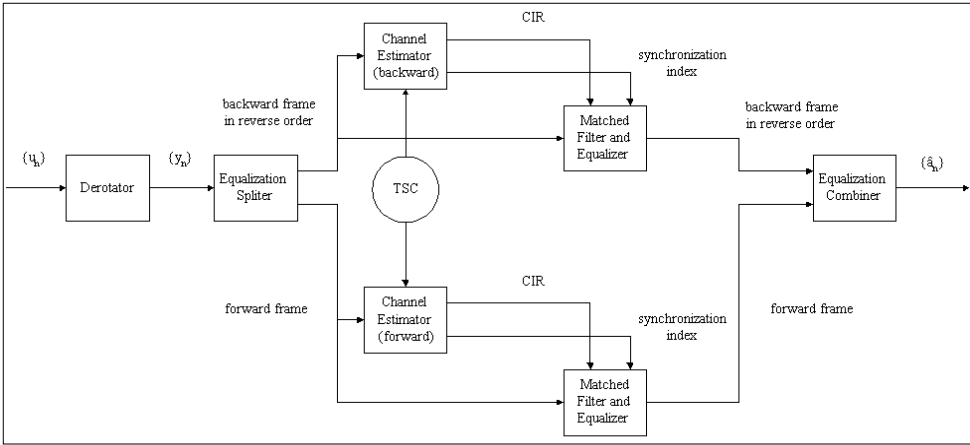 CIR
Channel
Estimator
(backward)
synchronization
index
backward frame
in reverse order
Matched
Filter and
Equalizer
backward frame
in reverse order
{uₙ}
Derotator
{yₙ}
Equalization
Spliter
TSC
Equalization
Combiner
{âₙ}
CIR
forward frame
Channel
Estimator
(forward)
synchronization
index
forward frame
Matched
Filter and
Equalizer